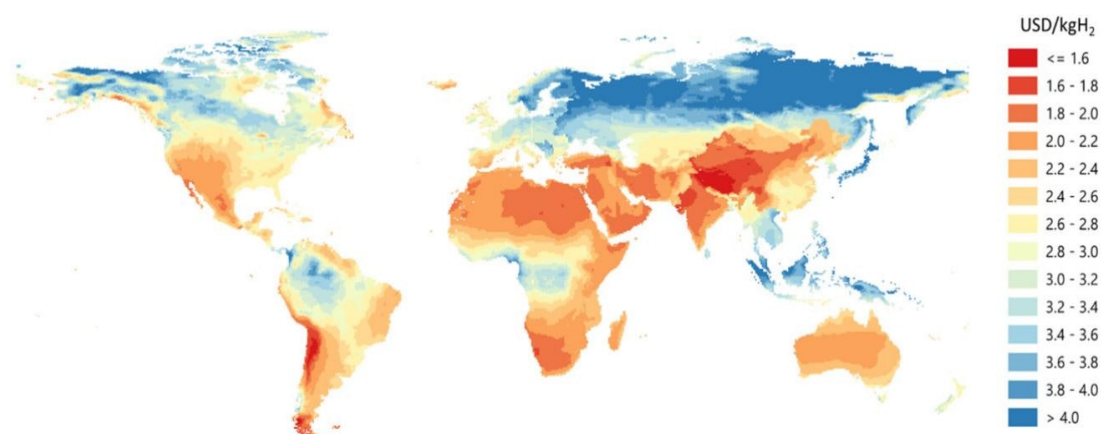 USD/kgH₂
<= 1.6
1.6 - 1.8
1.8 - 2.0
2.0 - 2.2
2.2 - 2.4
2.4 - 2.6
2.6 - 2.8
2.8 - 3.0
3.0 - 3.2
3.2 - 3.4
3.4 - 3.6
3.6 - 3.8
3.8 - 4.0
> 4.0